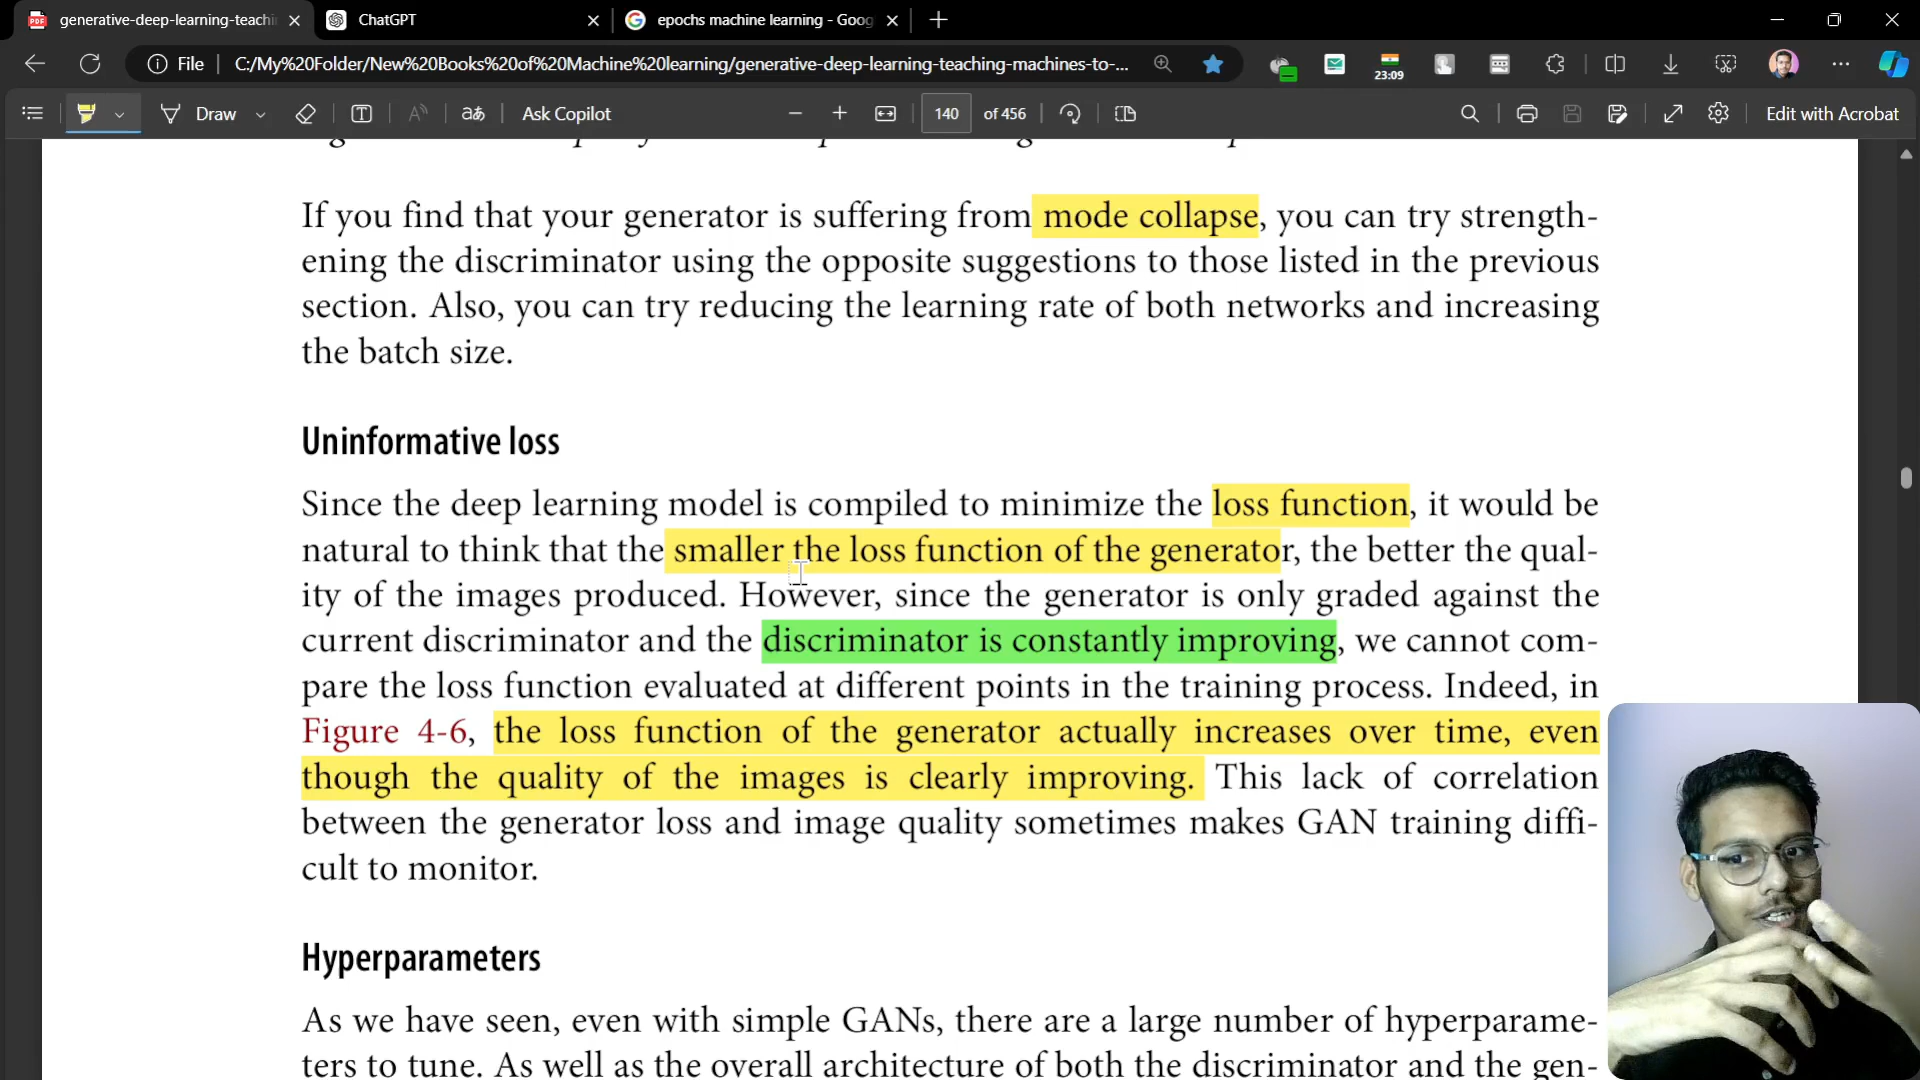 generative-deep-learning-teachi
ChatGPT
epochs machine learning - Goog
File
C:/My%20Folder/New%20Books%20of%20Machine%20learning/generative-deep-learning-teaching-machines-to-...
23:09
Draw
Ask Copilot
140 of 456
Edit with Acrobat
If you find that your generator is suffering from mode collapse, you can try strength-
ening the discriminator using the opposite suggestions to those listed in the previous
section. Also, you can try reducing the learning rate of both networks and increasing
the batch size.
Uninformative loss
Since the deep learning model is compiled to minimize the loss function, it would be
natural to think that the smaller the loss function of the generator, the better the qual-
ity of the images produced. However, since the generator is only graded against the
current discriminator and the discriminator is constantly improving, we cannot com-
pare the loss function evaluated at different points in the training process. Indeed, in
Figure 4-6, the loss function of the generator actually increases over time, even
though the quality of the images is clearly improving. This lack of correlation
between the generator loss and image quality sometimes makes GAN training diffi-
cult to monitor.
Hyperparameters
As we have seen, even with simple GANs, there are a large number of hyperparame-
ters to tune. As well as the overall architecture of both the discriminator and the gen-